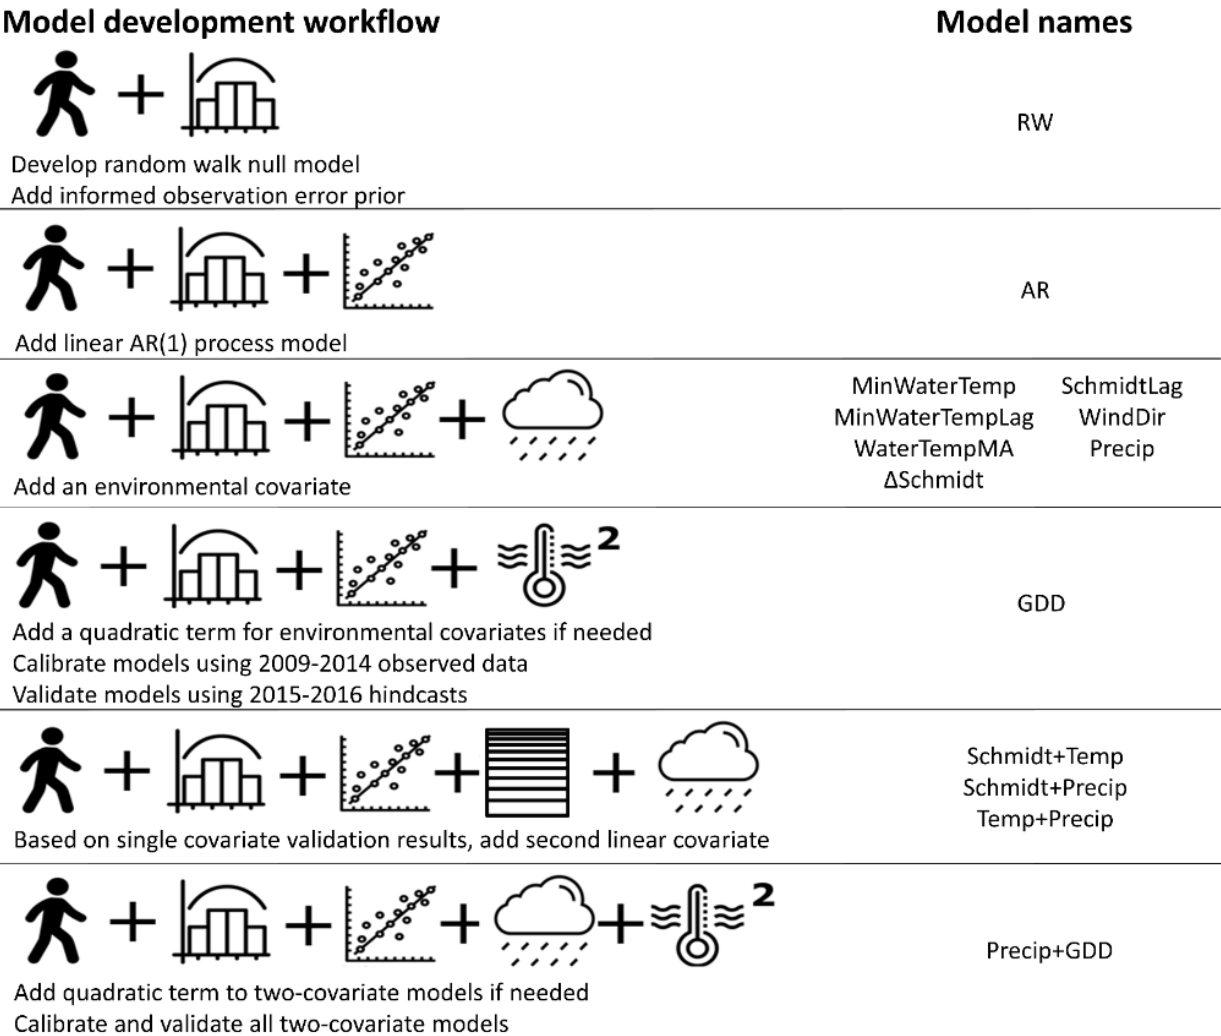 Model development workflow
Model names
Develop random walk null model
Add informed observation error prior
RW
Add linear AR(1) process model
AR
Add an environmental covariate
MinWaterTemp SchmidtLag
MinWaterTempLag WindDir
WaterTempMA Precip
ΔSchmidt
2
Add a quadratic term for environmental covariates if needed
Calibrate models using 2009-2014 observed data
Validate models using 2015-2016 hindcasts
GDD
Based on single covariate validation results, add second linear covariate
Schmidt+Temp
Schmidt+Precip
Temp+Precip
2
Add quadratic term to two-covariate models if needed
Calibrate and validate all two-covariate models
Precip+GDD